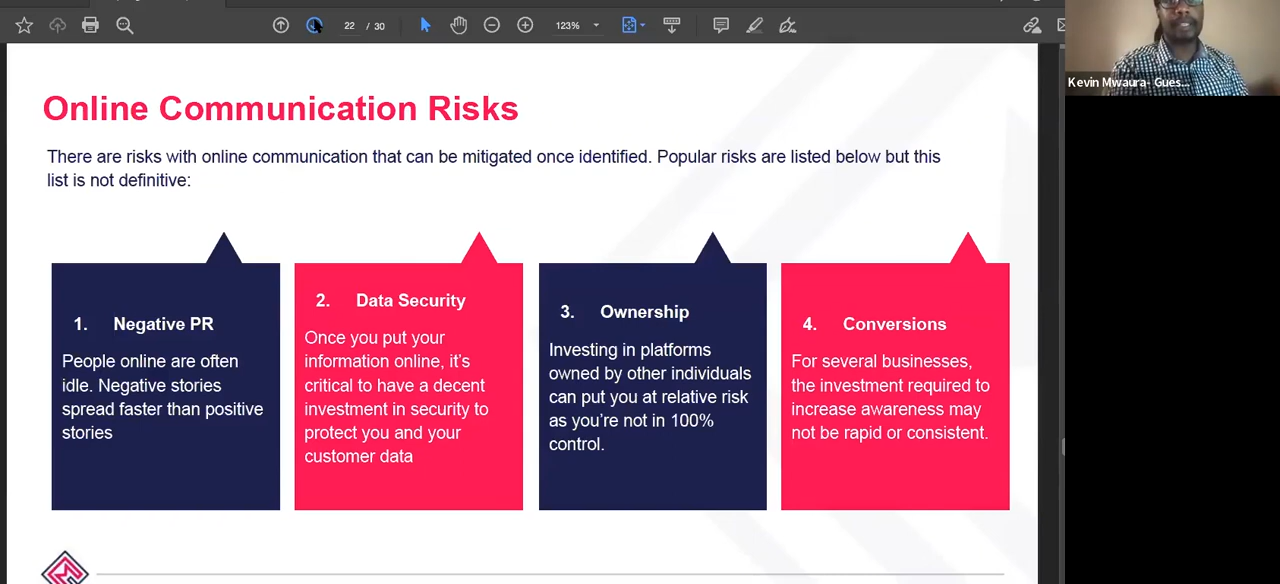 22 / 30
123%
Kevin Mwaura- Gues...
Online Communication Risks
There are risks with online communication that can be mitigated once identified. Popular risks are listed below but this
list is not definitive:
1. Negative PR
People online are often
idle. Negative stories
spread faster than positive
stories
2. Data Security
Once you put your
information online, it's
critical to have a decent
investment in security to
protect you and your
customer data
3. Ownership
Investing in platforms
owned by other individuals
can put you at relative risk
as you're not in 100%
control.
4. Conversions
For several businesses,
the investment required to
increase awareness may
not be rapid or consistent.